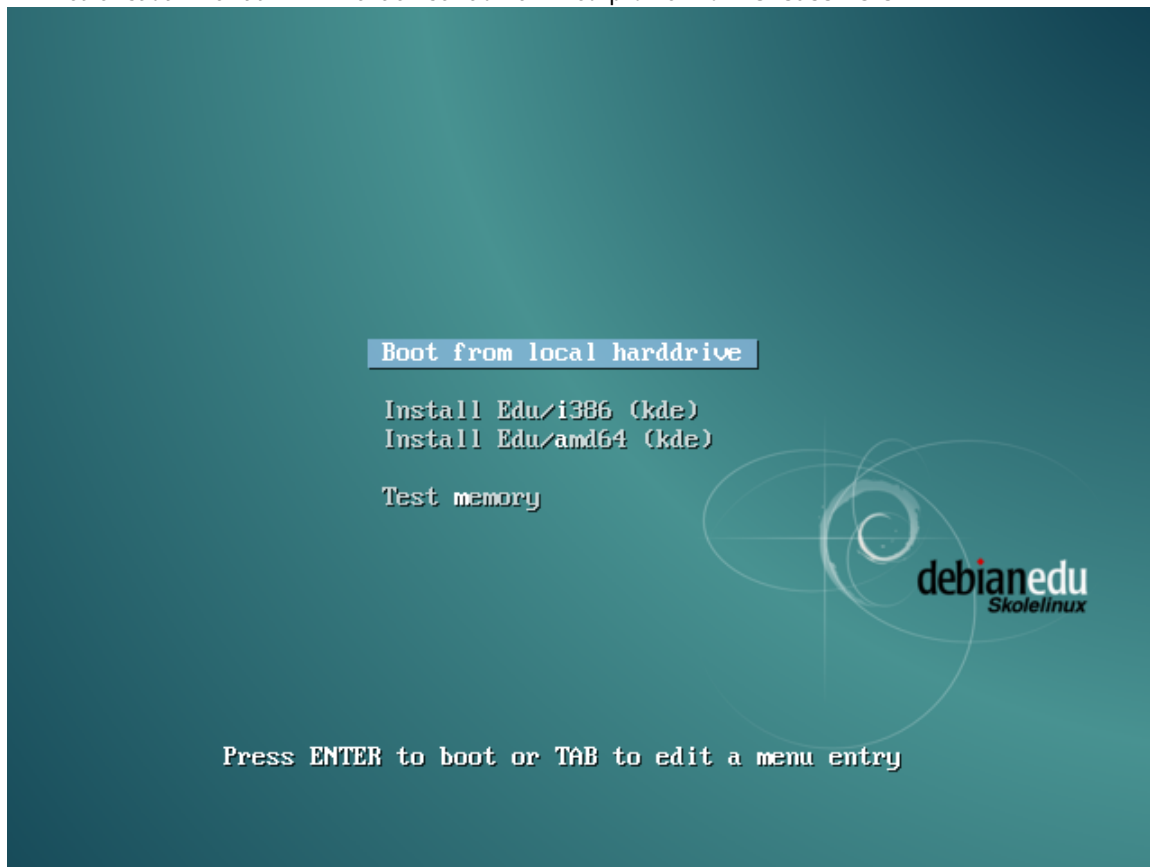 Boot from local harddrive
Install Edu/i386 (kde)
Install Edu/amd64 (kde)
Test memory
debianedu
Skolelinux
Press ENTER to boot or TAB to edit a menu entry